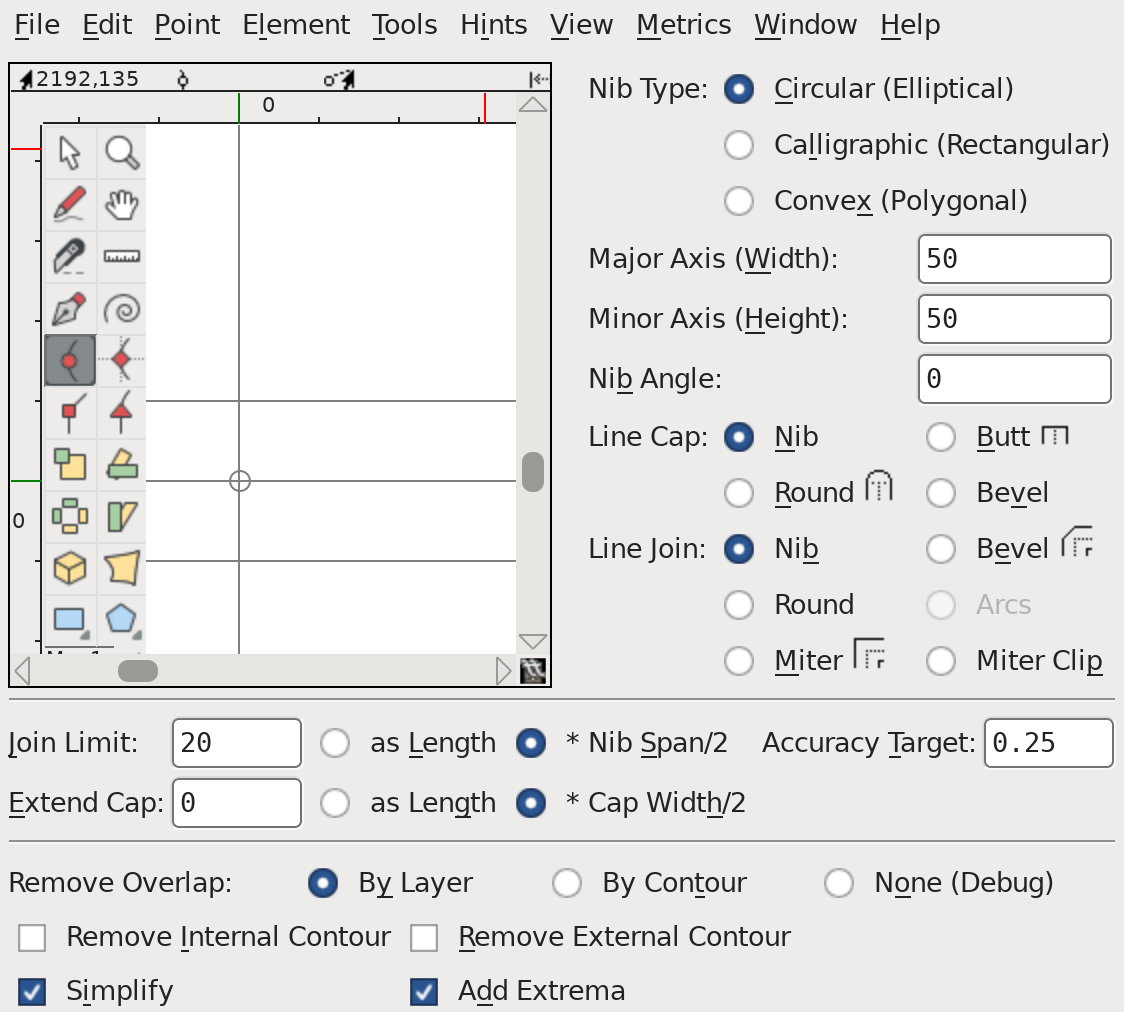 File Edit Point Element Tools Hints View Metrics Window Help
2192,135
0
0
Nib Type: Circular (Elliptical)
Calligraphic (Rectangular)
Convex (Polygonal)
Major Axis (Width): 50
Minor Axis (Height): 50
Nib Angle: 0
Line Cap: Nib Butt
Round Bevel
Line Join: Nib Bevel
Round Arcs
Miter Miter Clip
Join Limit: 20 as Length * Nib Span/2 Accuracy Target: 0.25
Extend Cap: 0 as Length * Cap Width/2
Remove Overlap: By Layer By Contour None (Debug)
Remove Internal Contour Remove External Contour
Simplify Add Extrema